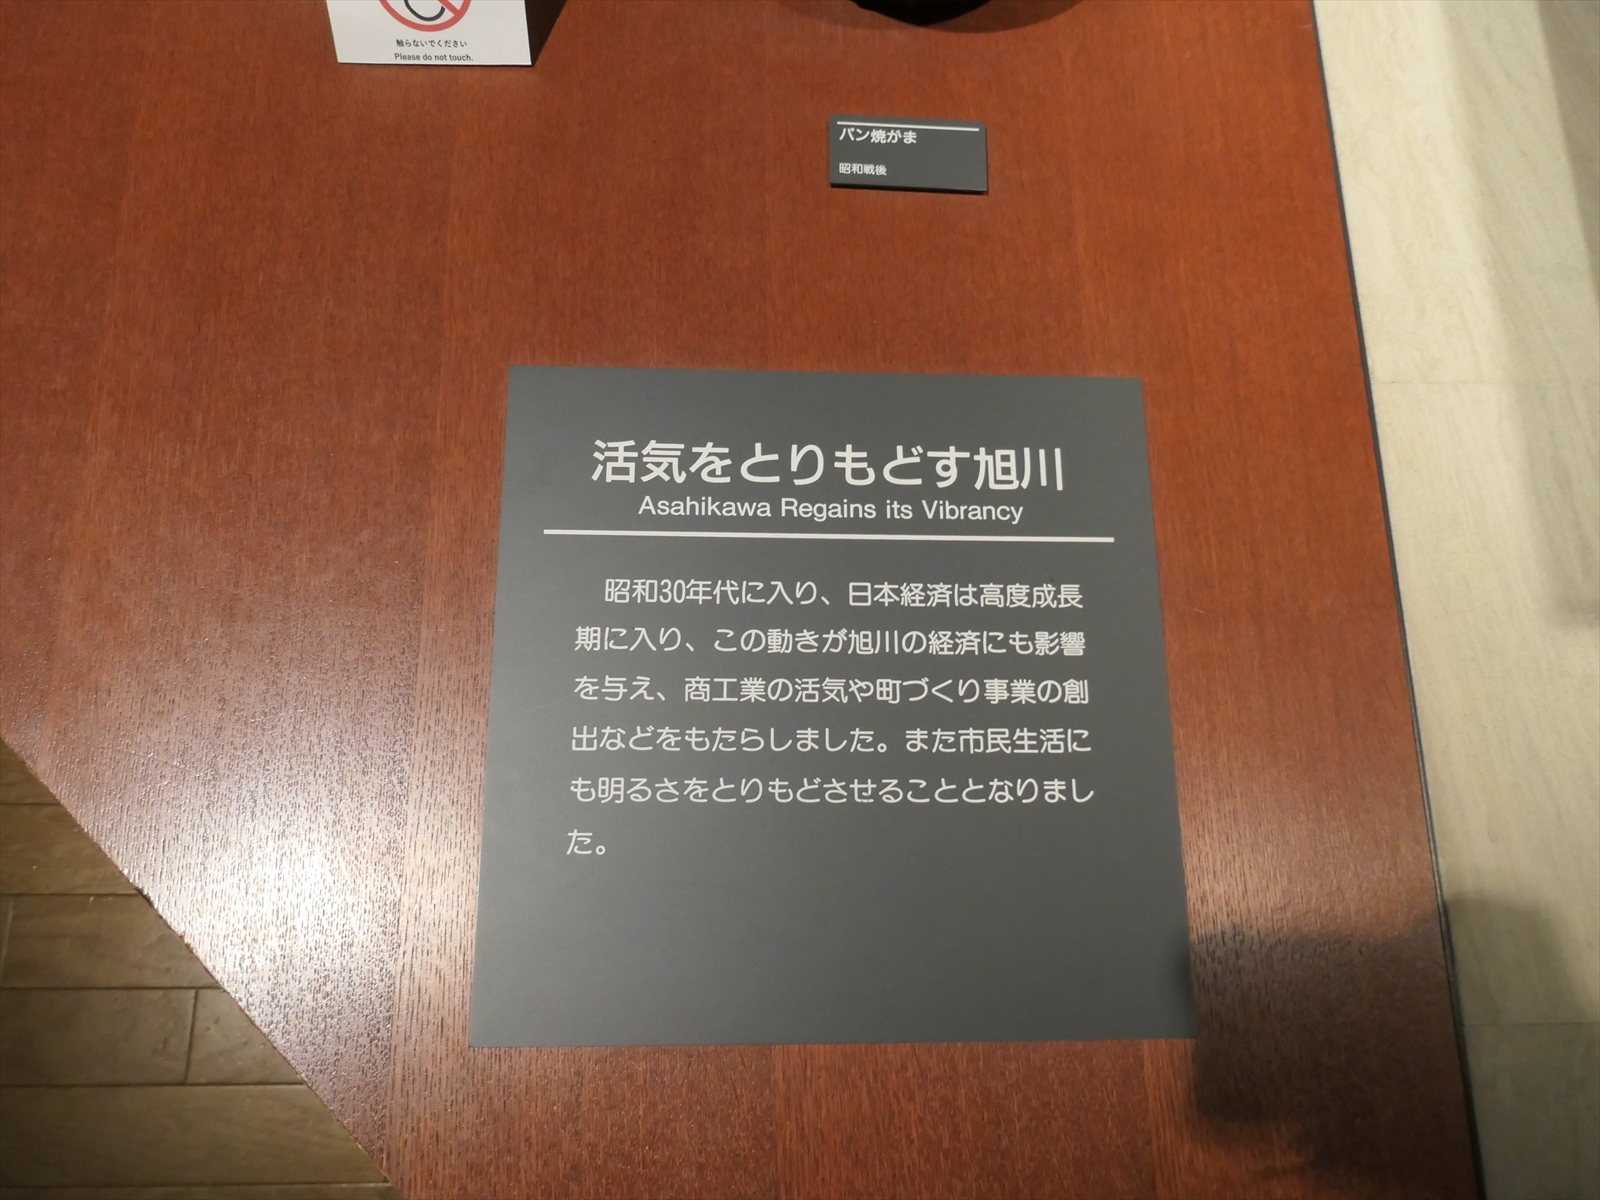 触らないでください
Please do not touch.
パン焼がま
昭和戦後
活気をとりもどす旭川
Asahikawa Regains its Vibrancy
昭和30年代に入り、日本経済は高度成長
期に入り、この動きが旭川の経済にも影響
を与え、商工業の活気や町づくり事業の創
出などをもたらしました。また市民生活に
も明るさをとりもどさせることとなりまし
た。